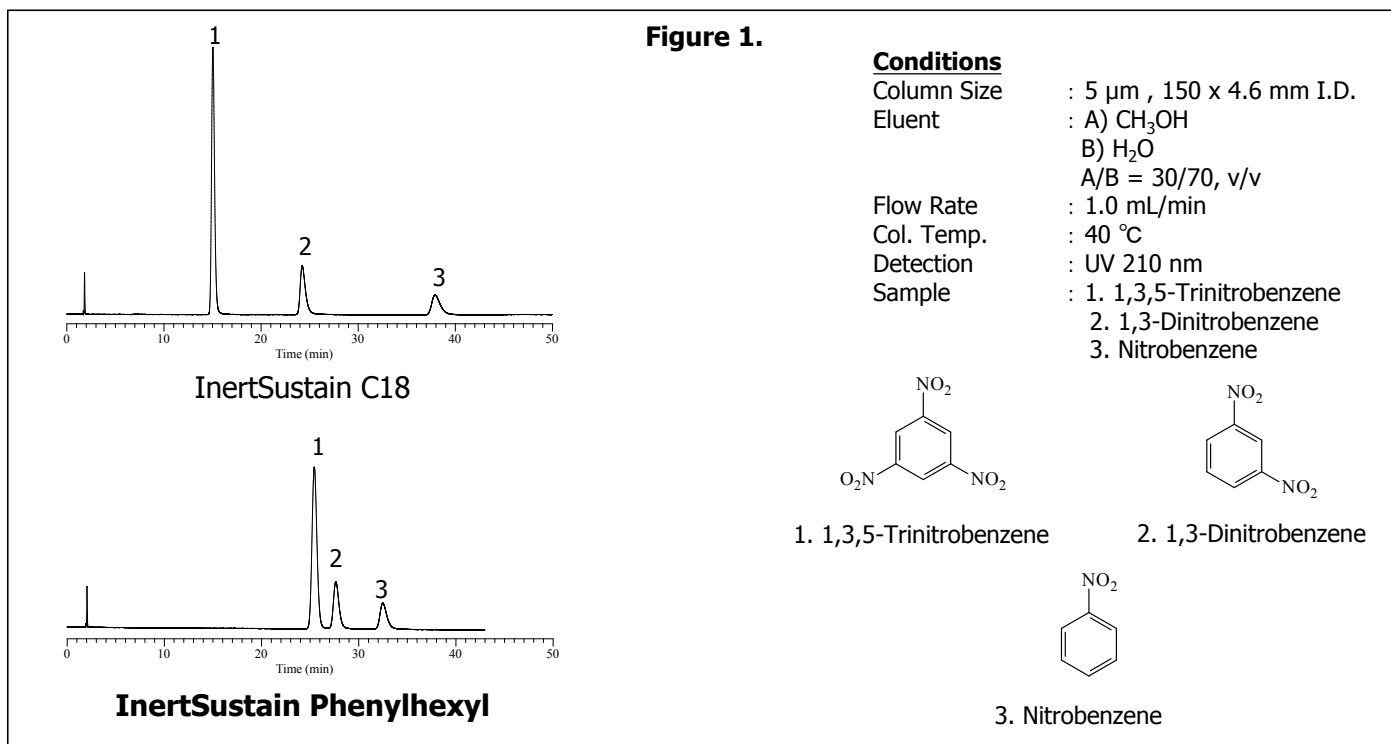 Figure 1.
1
2
3
0 10 20 30 40 50
Time (min)
InertSustain C18
1
2
3
0 10 20 30 40 50
Time (min)
InertSustain Phenylhexyl
Conditions
Column Size : 5 μm , 150 x 4.6 mm I.D.
Eluent : A) CH₃OH
B) H₂O
A/B = 30/70, v/v
Flow Rate : 1.0 mL/min
Col. Temp. : 40 ℃
Detection : UV 210 nm
Sample : 1. 1,3,5-Trinitrobenzene
2. 1,3-Dinitrobenzene
3. Nitrobenzene
NO₂
O₂N NO₂
1. 1,3,5-Trinitrobenzene
NO₂
NO₂
2. 1,3-Dinitrobenzene
NO₂
3. Nitrobenzene